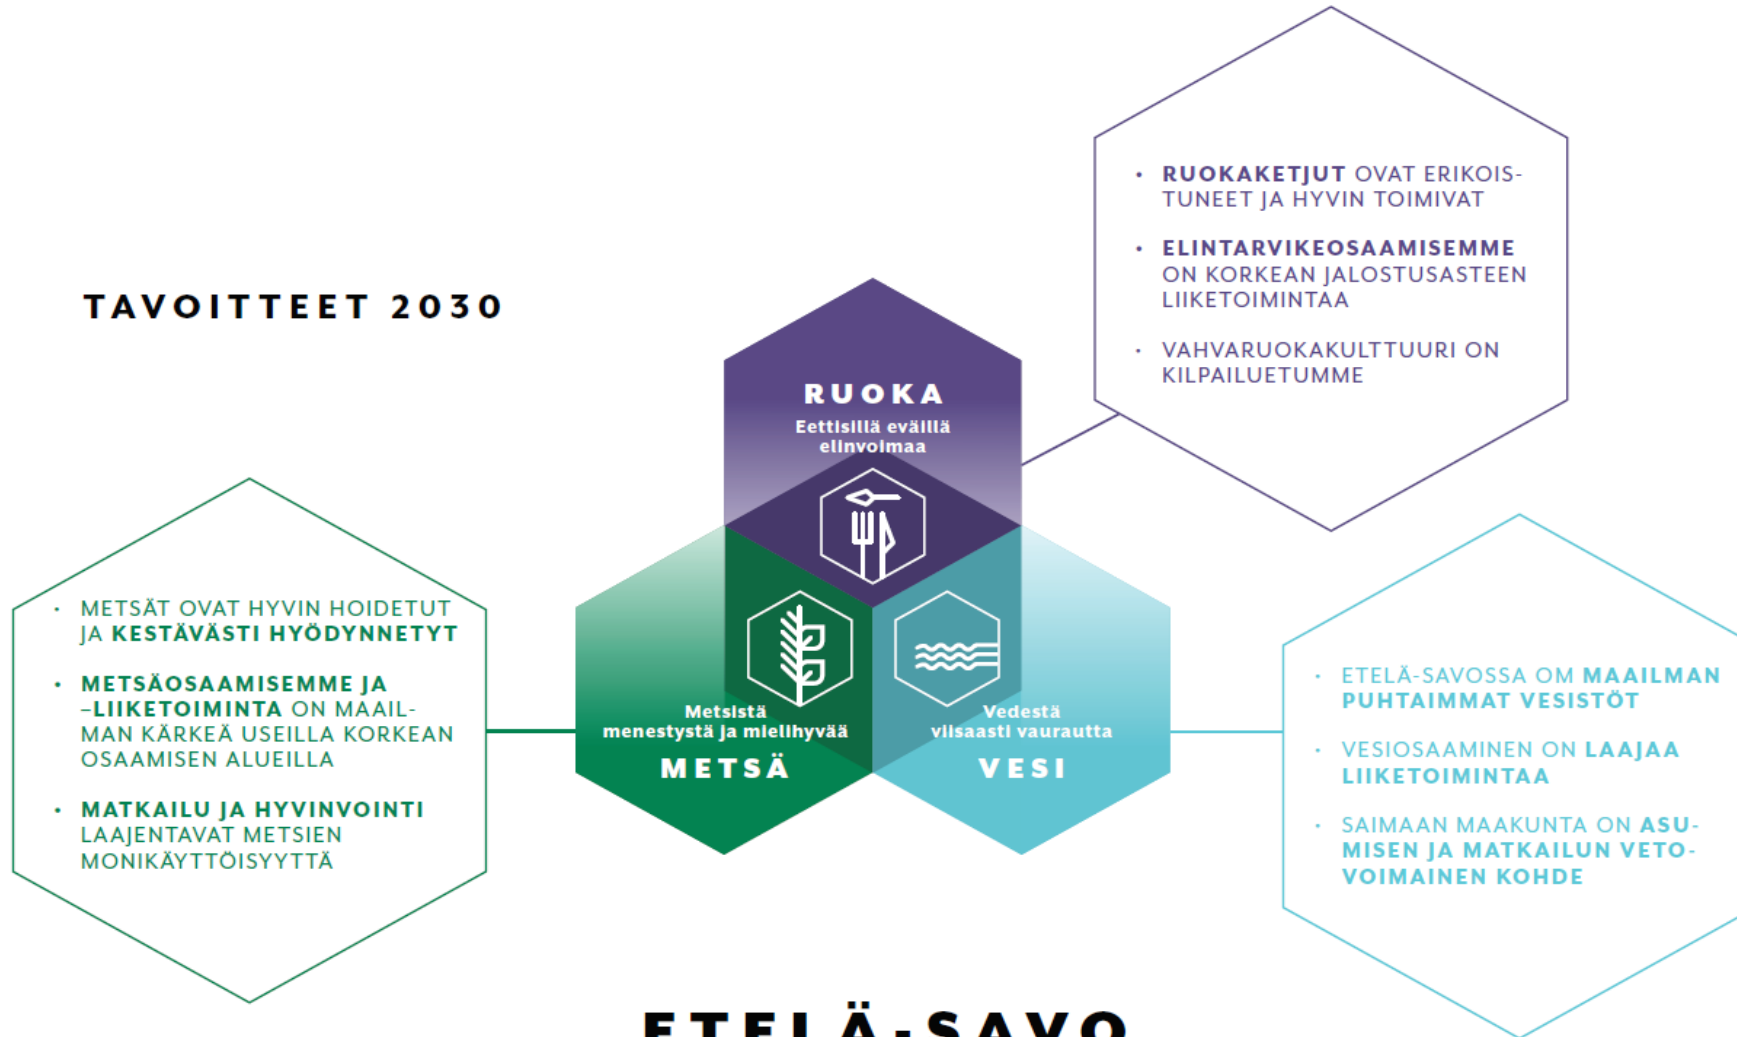 TAVOITTEET 2030
• RUOKAKETJUT OVAT ERIKOIS-
TUNEET JA HYVIN TOIMIVAT
• ELINTARVIKEOSAAMISEMME
ON KORKEAN JALOSTUSASTEEN
LIIKETOIMINTAA
• VAHVARUOKAKULTTUURI ON
KILPAILUETUMME
RUOKA
Eettisillä eväillä
elinvoimaa
• METSÄT OVAT HYVIN HOIDETUT
JA KESTÄVÄSTI HYÖDYNNETYT
• METSÄOSAAMISEMME JA
–LIIKETOIMINTA ON MAAIL-
MAN KÄRKEÄ USEILLA KORKEAN
OSAAMISEN ALUEILLA
• MATKAILU JA HYVINVOINTI
LAAJENTAVAT METSIEN
MONIKÄYTTÖISYYTTÄ
Metsistä
menestystä ja mielihyvää
METSÄ
Vedestä
viisaasti vaurautta
VESI
• ETELÄ-SAVOSSA OM MAAILMAN
PUHTAIMMAT VESISTÖT
• VESIOSAAMINEN ON LAAJAA
LIIKETOIMINTAA
• SAIMAAN MAAKUNTA ON ASU-
MISEN JA MATKAILUN VETO-
VOIMAINEN KOHDE
ETELÄ-SAVO